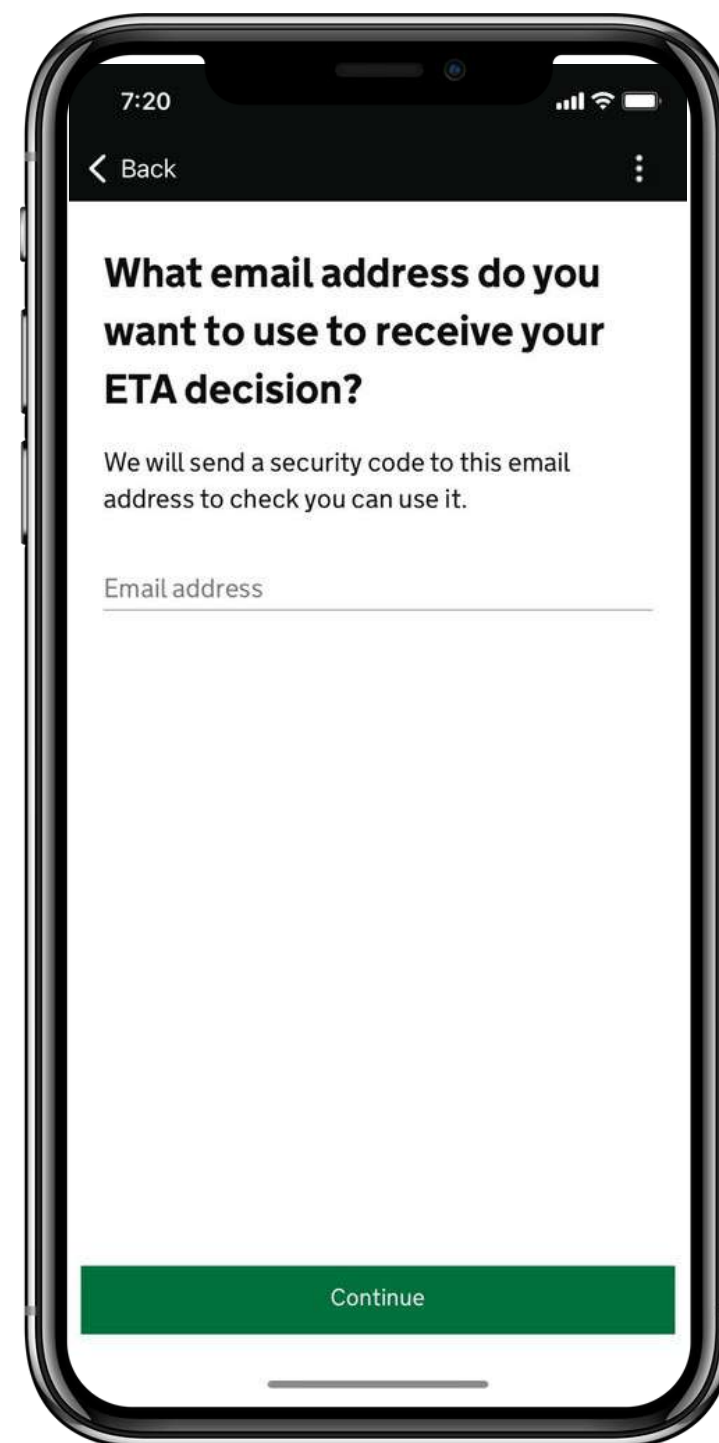 7:20
Back
What email address do you
want to use to receive your
ETA decision?
We will send a security code to this email
address to check you can use it.
Email address
Continue